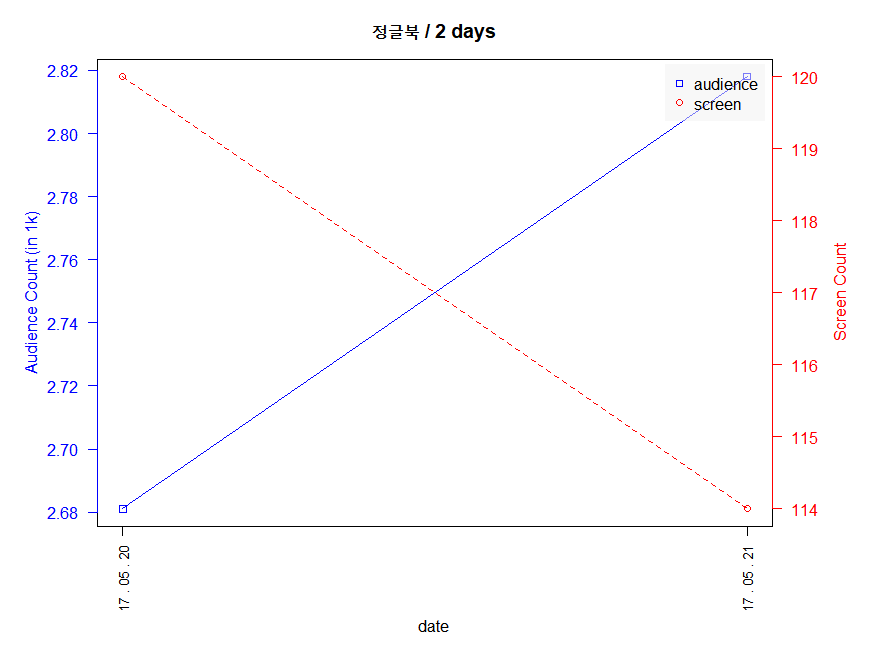 정글북 / 2 days
Audience Count (in 1k)
2.82
2.80
2.78
2.76
2.74
2.72
2.70
2.68
audience
screen
120
119
118
117
116
115
114
Screen Count
17 . 05 . 20
17 . 05 . 21
date